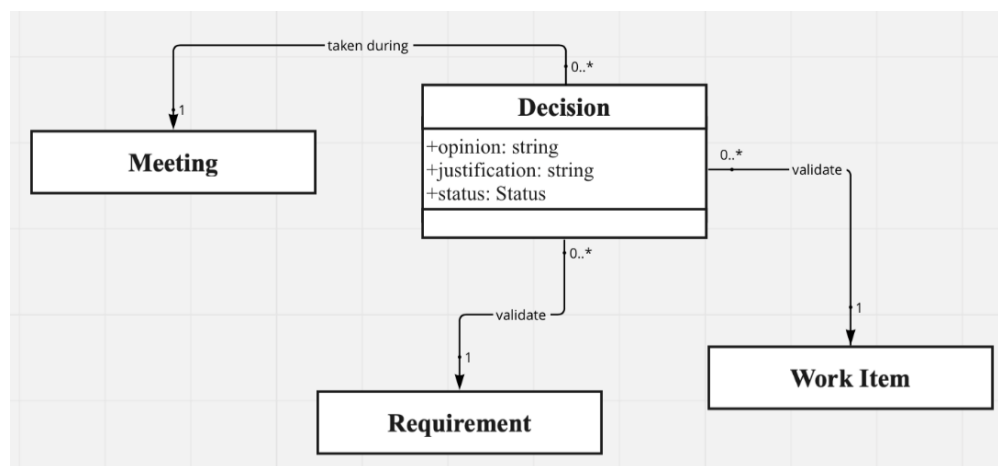 taken during
0..*
1
Decision
Meeting
+opinion: string
+justification: string
+status: Status
0..*
validate
0..*
validate
1
1
Work Item
Requirement